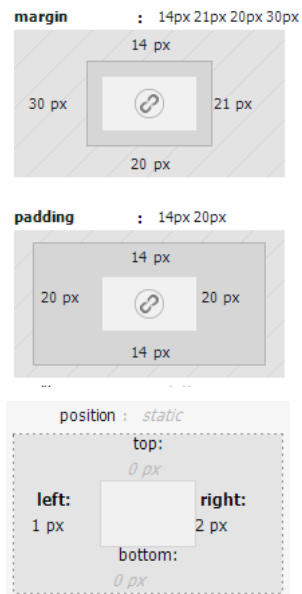 margin : 14px 21px 20px 30px
14 px
30 px 21 px
20 px
padding : 14px 20px
14 px
20 px 20 px
14 px
position : static
top:
0 px
left: right:
1 px 2 px
bottom:
0 px